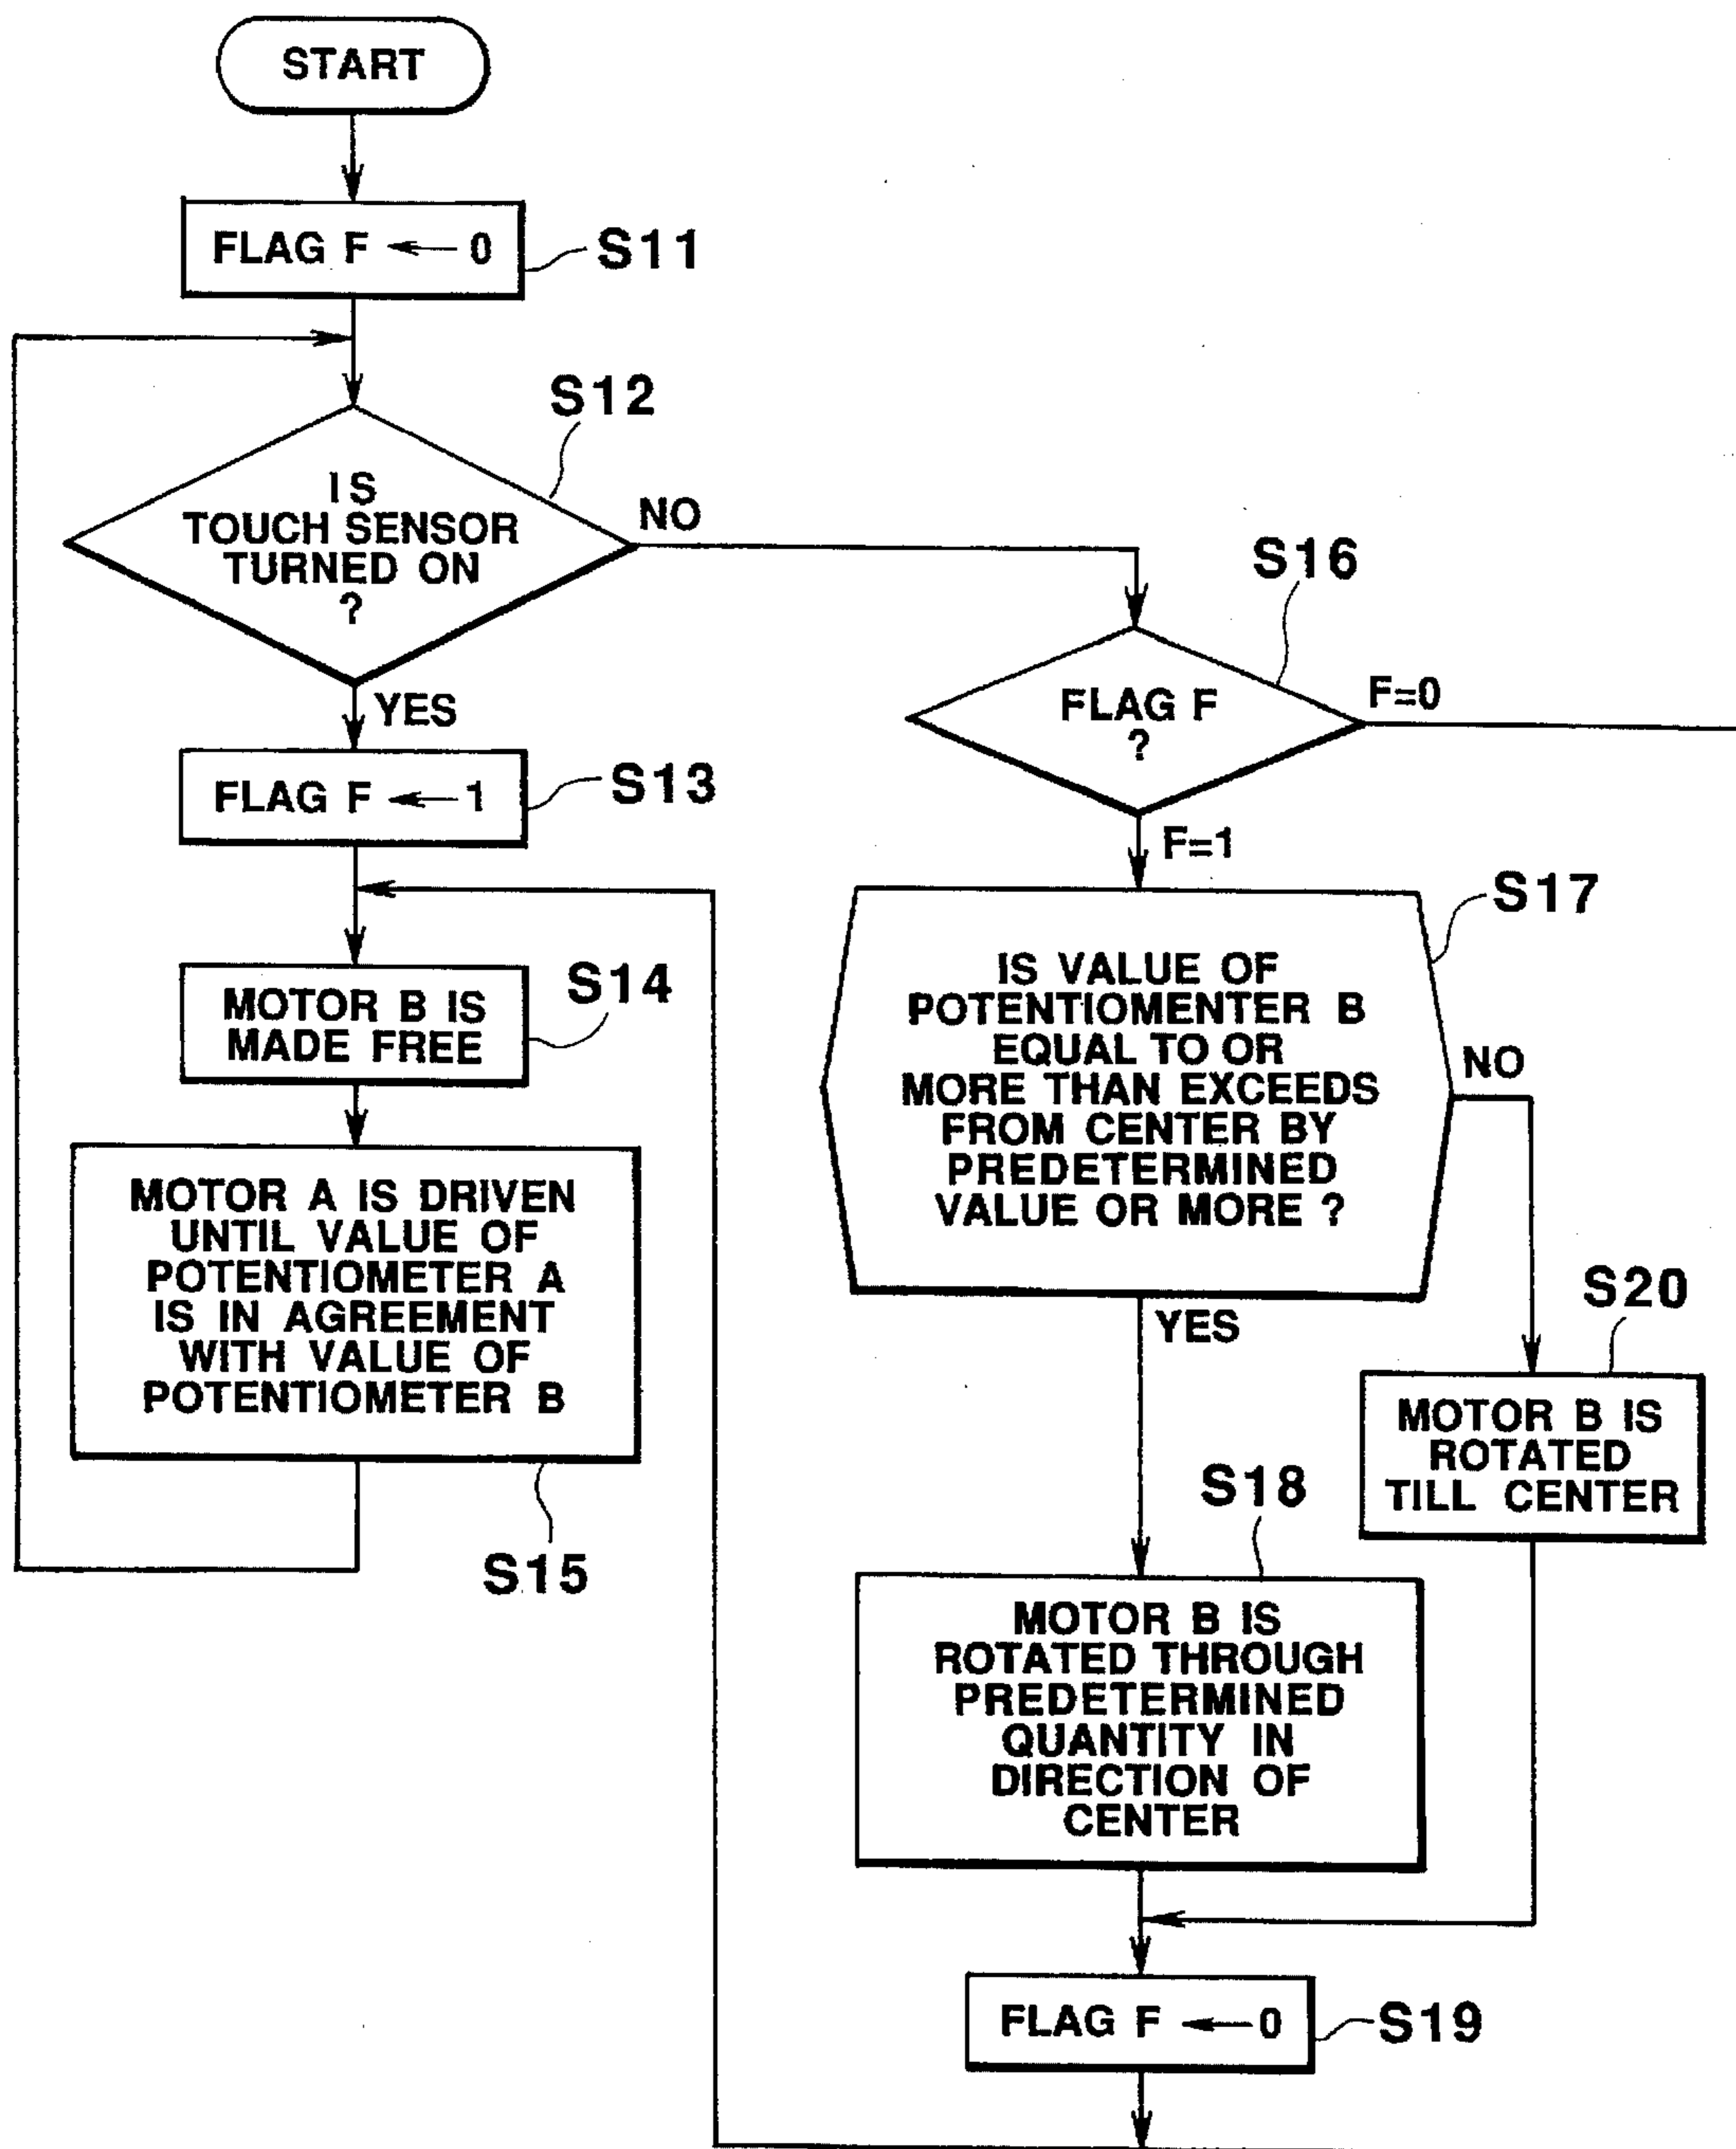 START
FLAG F ← 0
S11
S12
IS
TOUCH SENSOR
TURNED ON
?
NO
YES
S16
FLAG F
?
F=0
F=1
FLAG F ← 1
S13
S14
MOTOR B IS
MADE FREE
S17
IS VALUE OF
POTENTIOMENTER B
EQUAL TO OR
MORE THAN EXCEEDS
FROM CENTER BY
PREDETERMINED
VALUE OR MORE ?
NO
YES
MOTOR A IS DRIVEN
UNTIL VALUE OF
POTENTIOMETER A
IS IN AGREEMENT
WITH VALUE OF
POTENTIOMETER B
S15
S20
MOTOR B IS
ROTATED
TILL CENTER
S18
MOTOR B IS
ROTATED THROUGH
PREDETERMINED
QUANTITY IN
DIRECTION OF
CENTER
FLAG F ← 0
S19